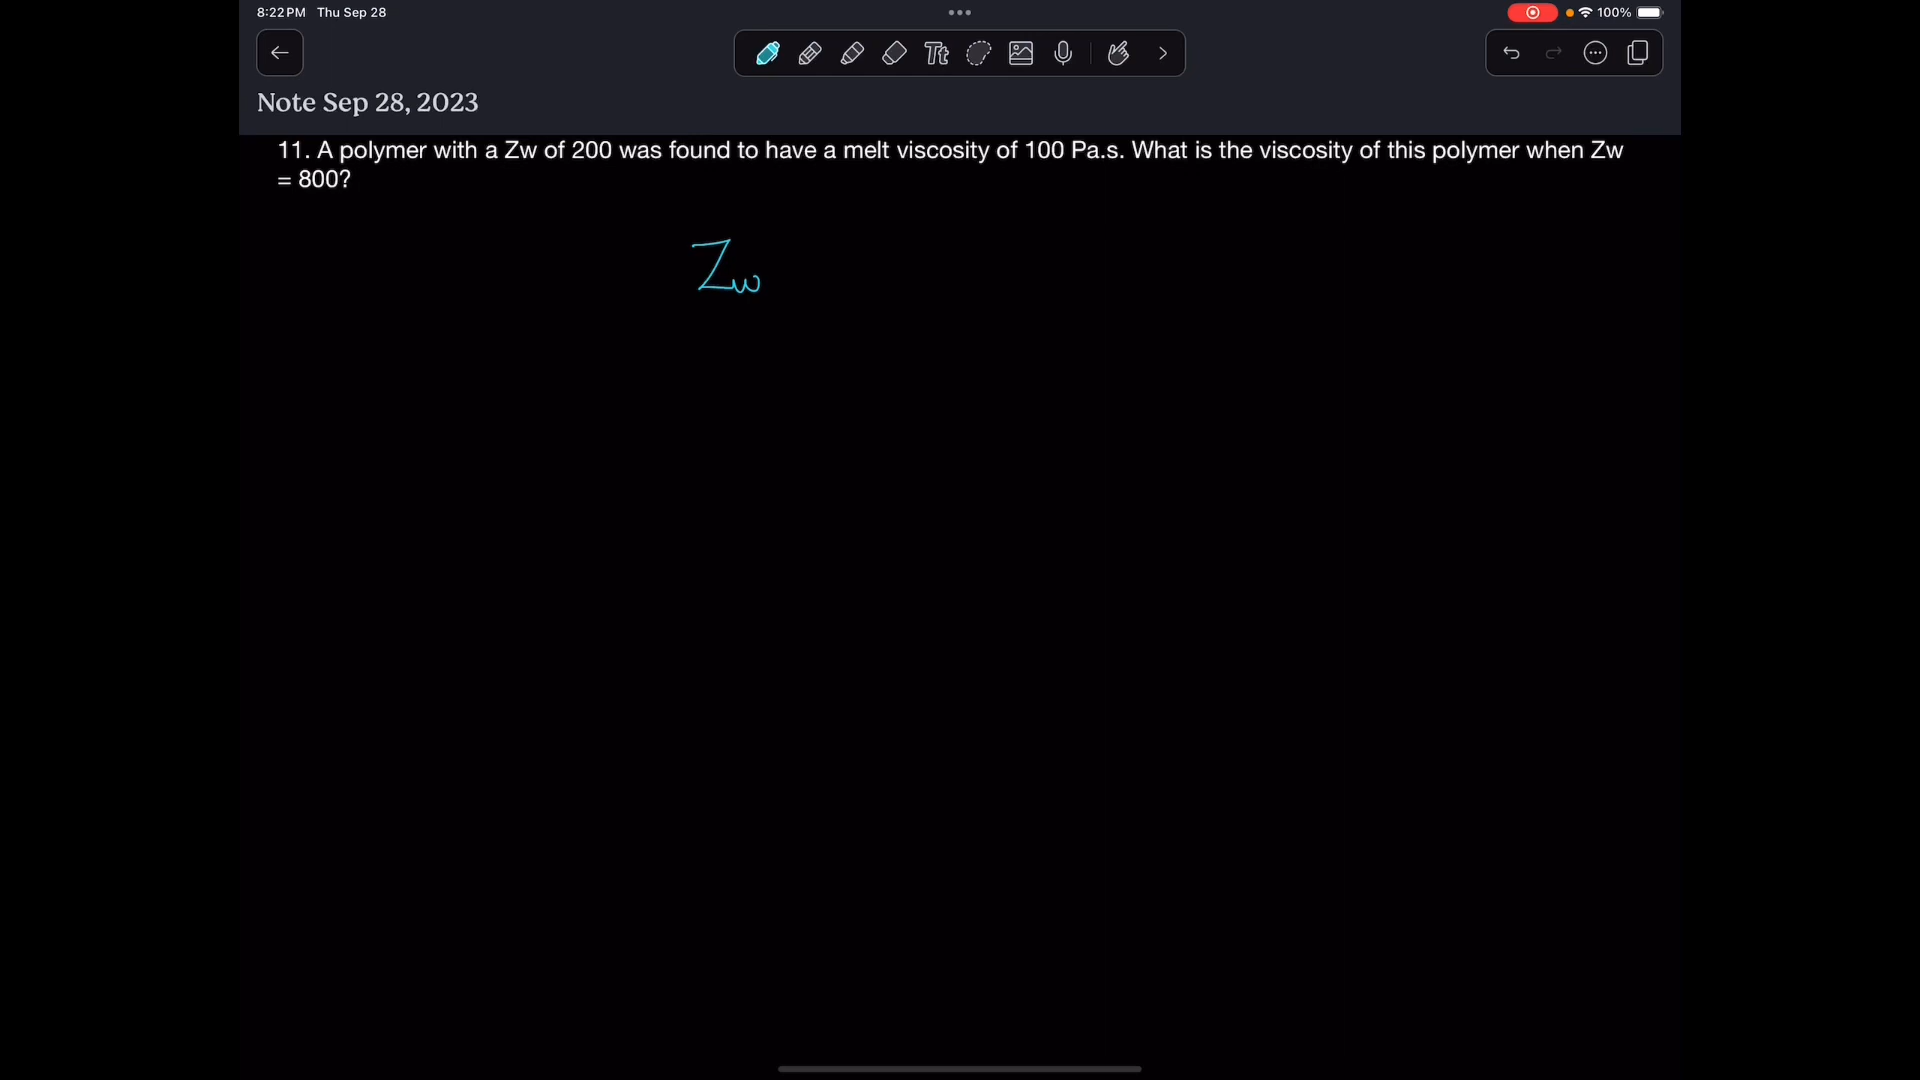 8:22 PM Thu Sep 28
100%
Tt
Note Sep 28, 2023
11. A polymer with a Zw of 200 was found to have a melt viscosity of 100 Pa.s. What is the viscosity of this polymer when Zw
= 800?
Zw